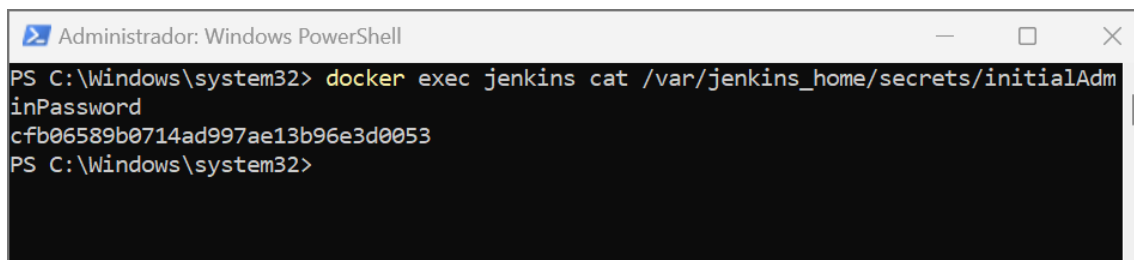 Administrador: Windows PowerShell
PS C:\Windows\system32> docker exec jenkins cat /var/jenkins_home/secrets/initialAdm
inPassword
cfb06589b0714ad997ae13b96e3d0053
PS C:\Windows\system32>